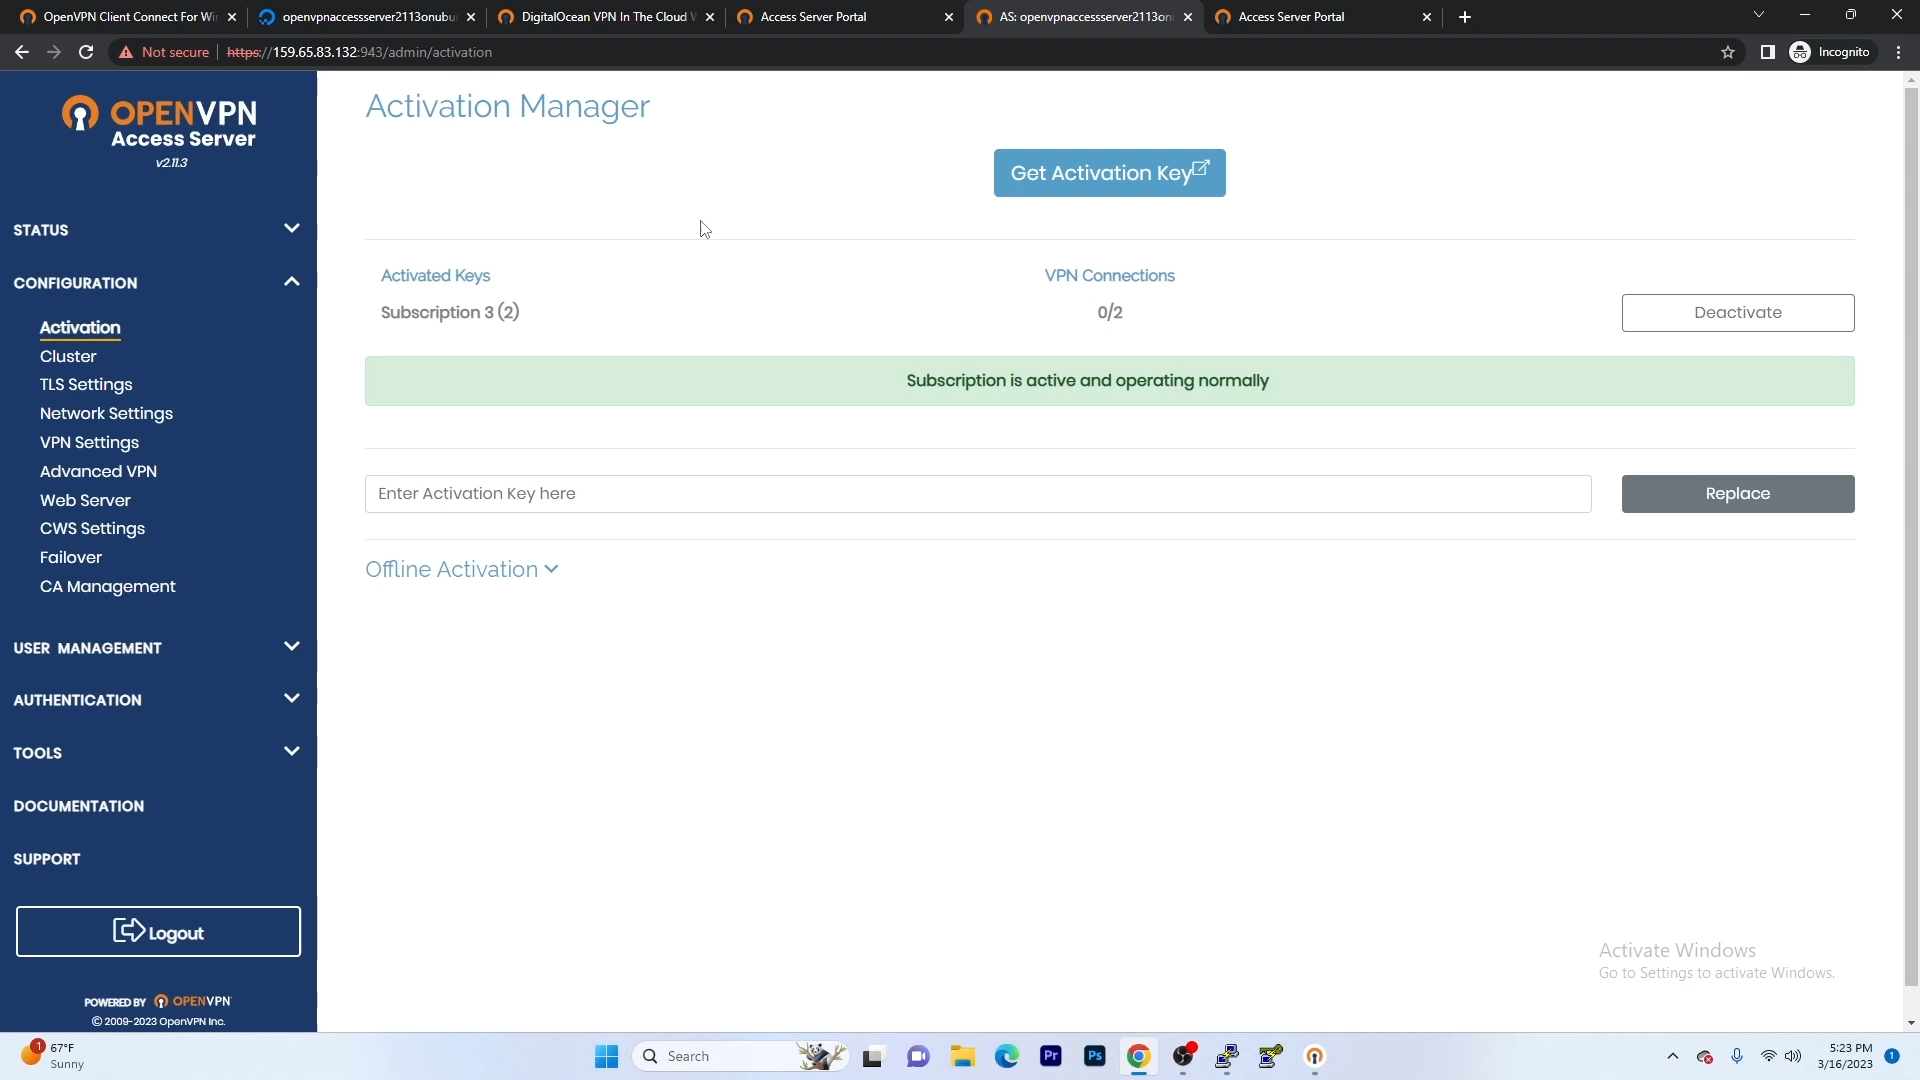 OpenVPN Client Connect For Wi
openvpnaccessserver2113onubu
DigitalOcean VPN In The Cloud
Access Server Portal
AS: openvpnaccessserver2113on
Access Server Portal
Not secure
https://159.65.83.132:943/admin/activation
Incognito
OPENVPN
Access Server
v2.11.3
STATUS
CONFIGURATION
Activation
Cluster
TLS Settings
Network Settings
VPN Settings
Advanced VPN
Web Server
CWS Settings
Failover
CA Management
USER MANAGEMENT
AUTHENTICATION
TOOLS
DOCUMENTATION
SUPPORT
Logout
POWERED BY OPENVPN
© 2009-2023 OpenVPN Inc.
Activation Manager
Get Activation Key
Activated Keys
VPN Connections
Subscription 3 (2)
0/2
Deactivate
Subscription is active and operating normally
Enter Activation Key here
Replace
Offline Activation
Activate Windows
Go to Settings to activate Windows.
1
67°F
Sunny
Search
Pr
Ps
5:23 PM
3/16/2023
1